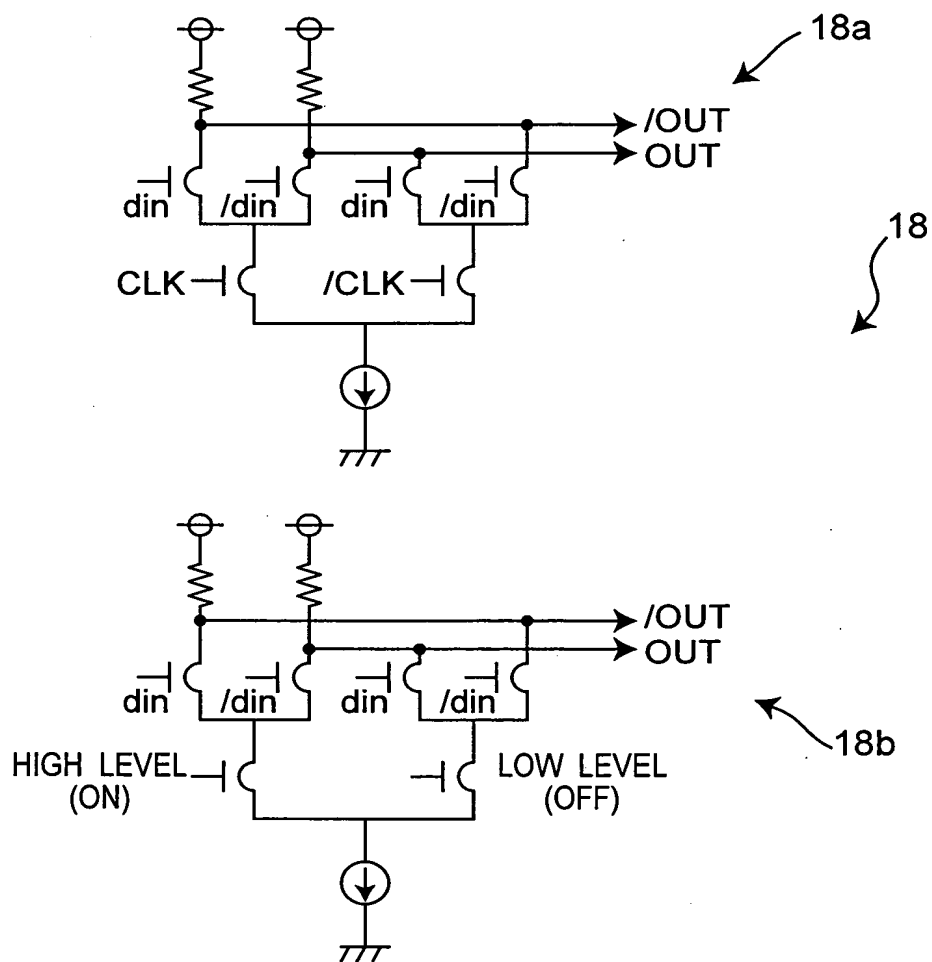 18a
/OUT
OUT
din /din din /din
18
CLK /CLK
/OUT
OUT
din /din din /din
18b
HIGH LEVEL
(ON)
LOW LEVEL
(OFF)